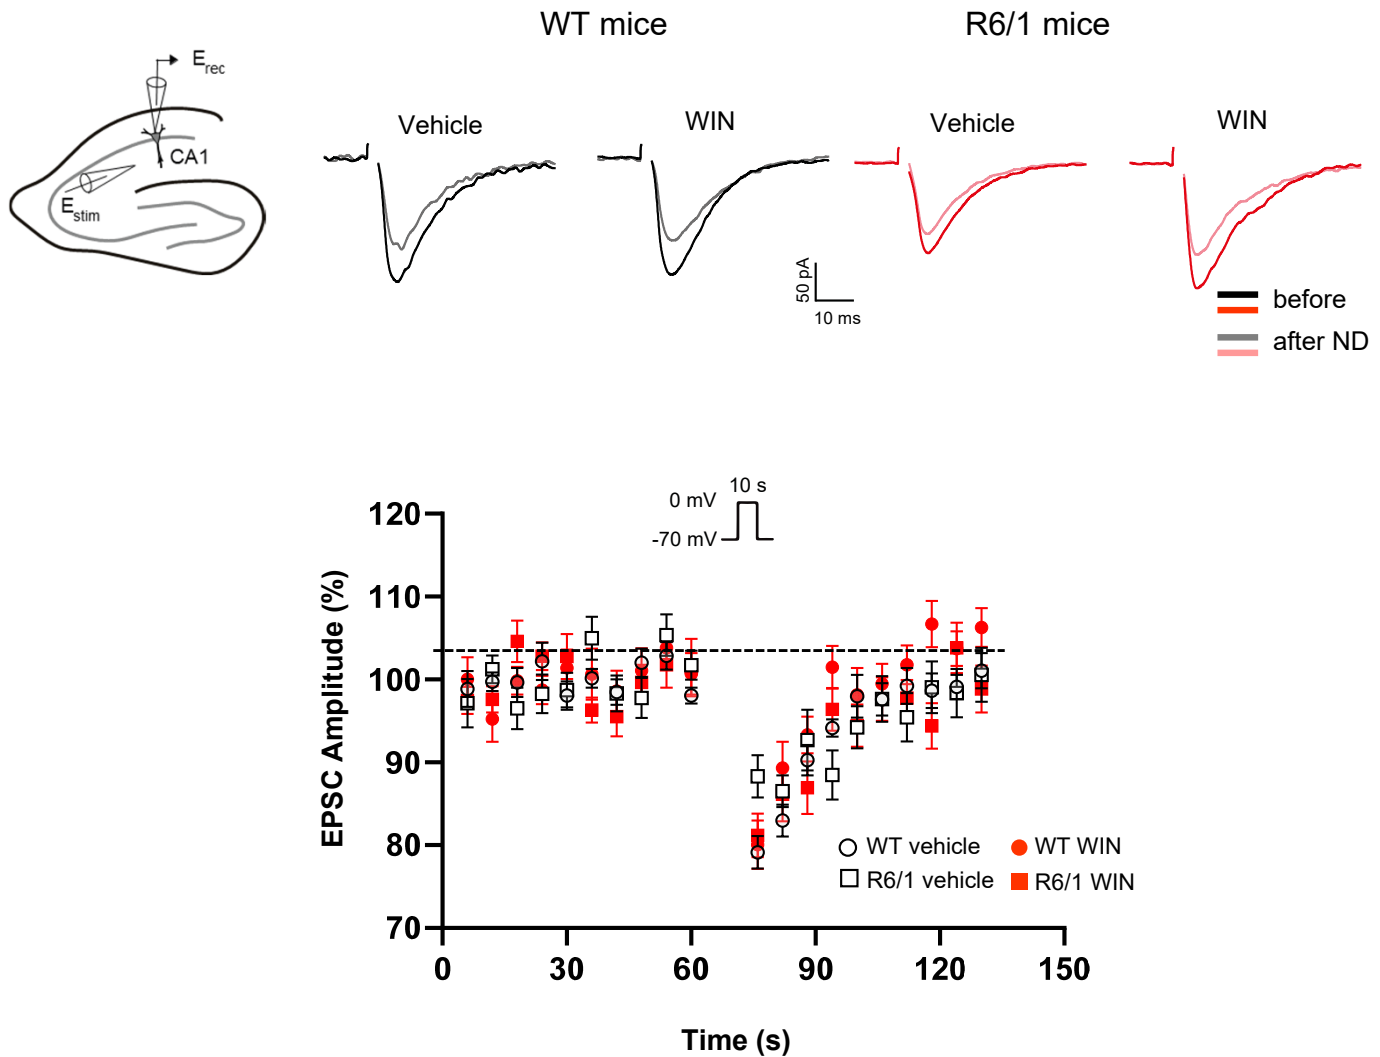 WT mice
R6/1 mice
E rec
CA1
E stim
Vehicle
WIN
Vehicle
WIN
50 pA
10 ms
before
after ND
10 s
0 mV
-70 mV
EPSC Amplitude (%)
120
110
100
90
80
70
WT vehicle
WT WIN
R6/1 vehicle
R6/1 WIN
0
30
60
90
120
150
Time (s)